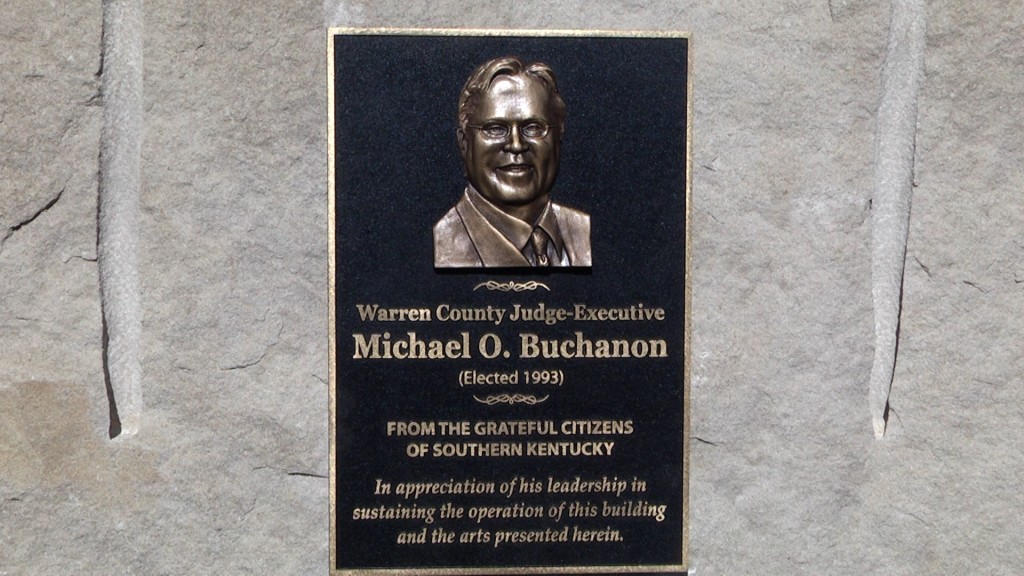 Warren County Judge-Executive
Michael O. Buchanon
(Elected 1993)
FROM THE GRATEFUL CITIZENS
OF SOUTHERN KENTUCKY
In appreciation of his leadership in
sustaining the operation of this building
and the arts presented herein.